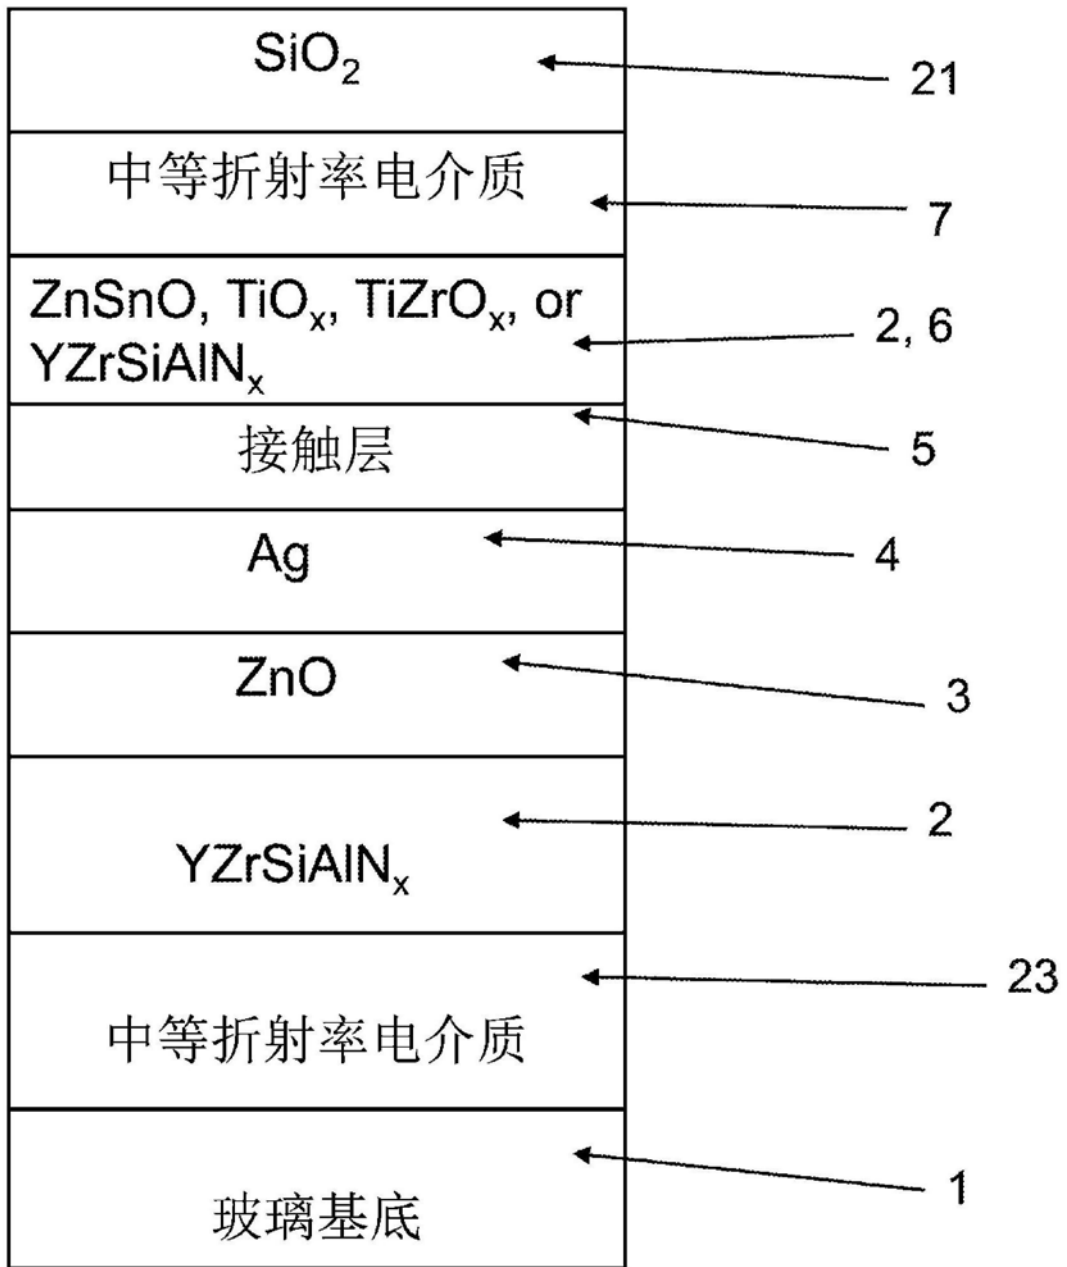 SiO₂
21
中等折射率电介质
7
ZnSnO, TiOₓ, TiZrOₓ, or
YZrSiAlNₓ
2, 6
接触层
5
Ag
4
ZnO
3
YZrSiAlNₓ
2
中等折射率电介质
23
玻璃基底
1